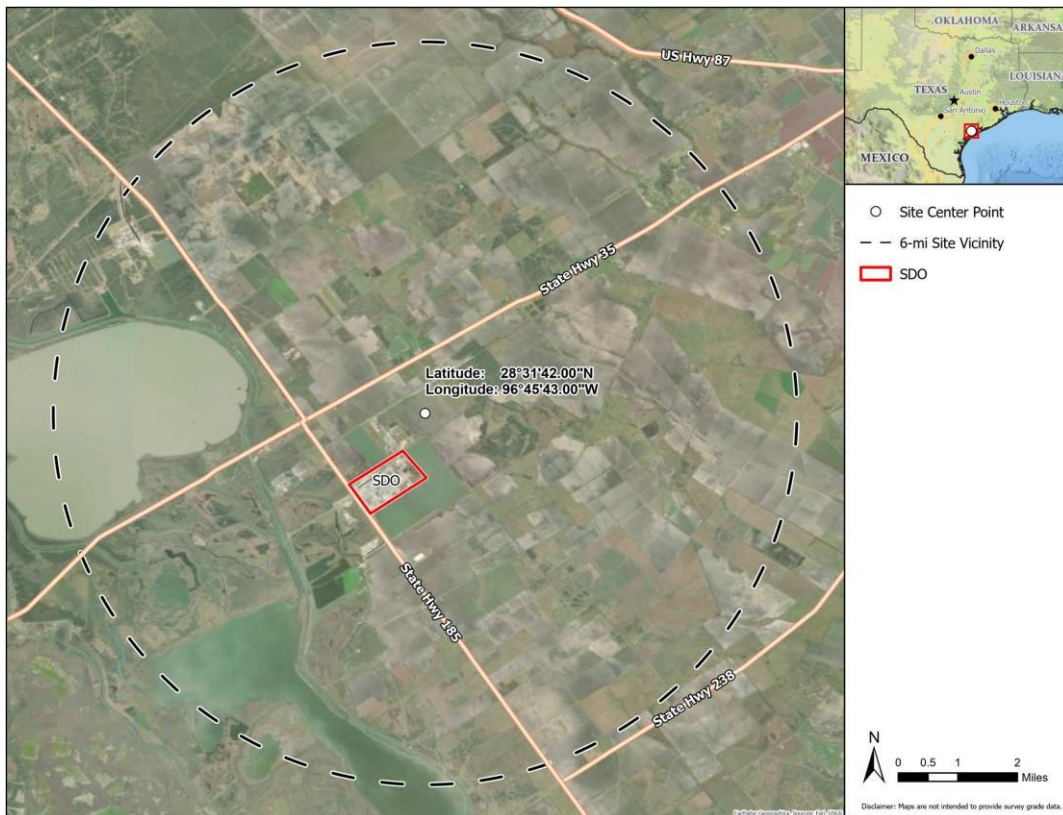 US Hwy 87
State Hwy 35
Latitude: 28°31'42.00"N
Longitude: 96°45'43.00"W
SDO
State Hwy 185
State Hwy 238
OKLAHOMA
ARKANSA
Dallas
LOUISIANA
TEXAS
Austin
San Antonio
Houston
MEXICO
Site Center Point
6-mi Site Vicinity
SDO
N
0 0.5 1 2
Miles
Disclaimer: Maps are not intended to provide survey grade data.